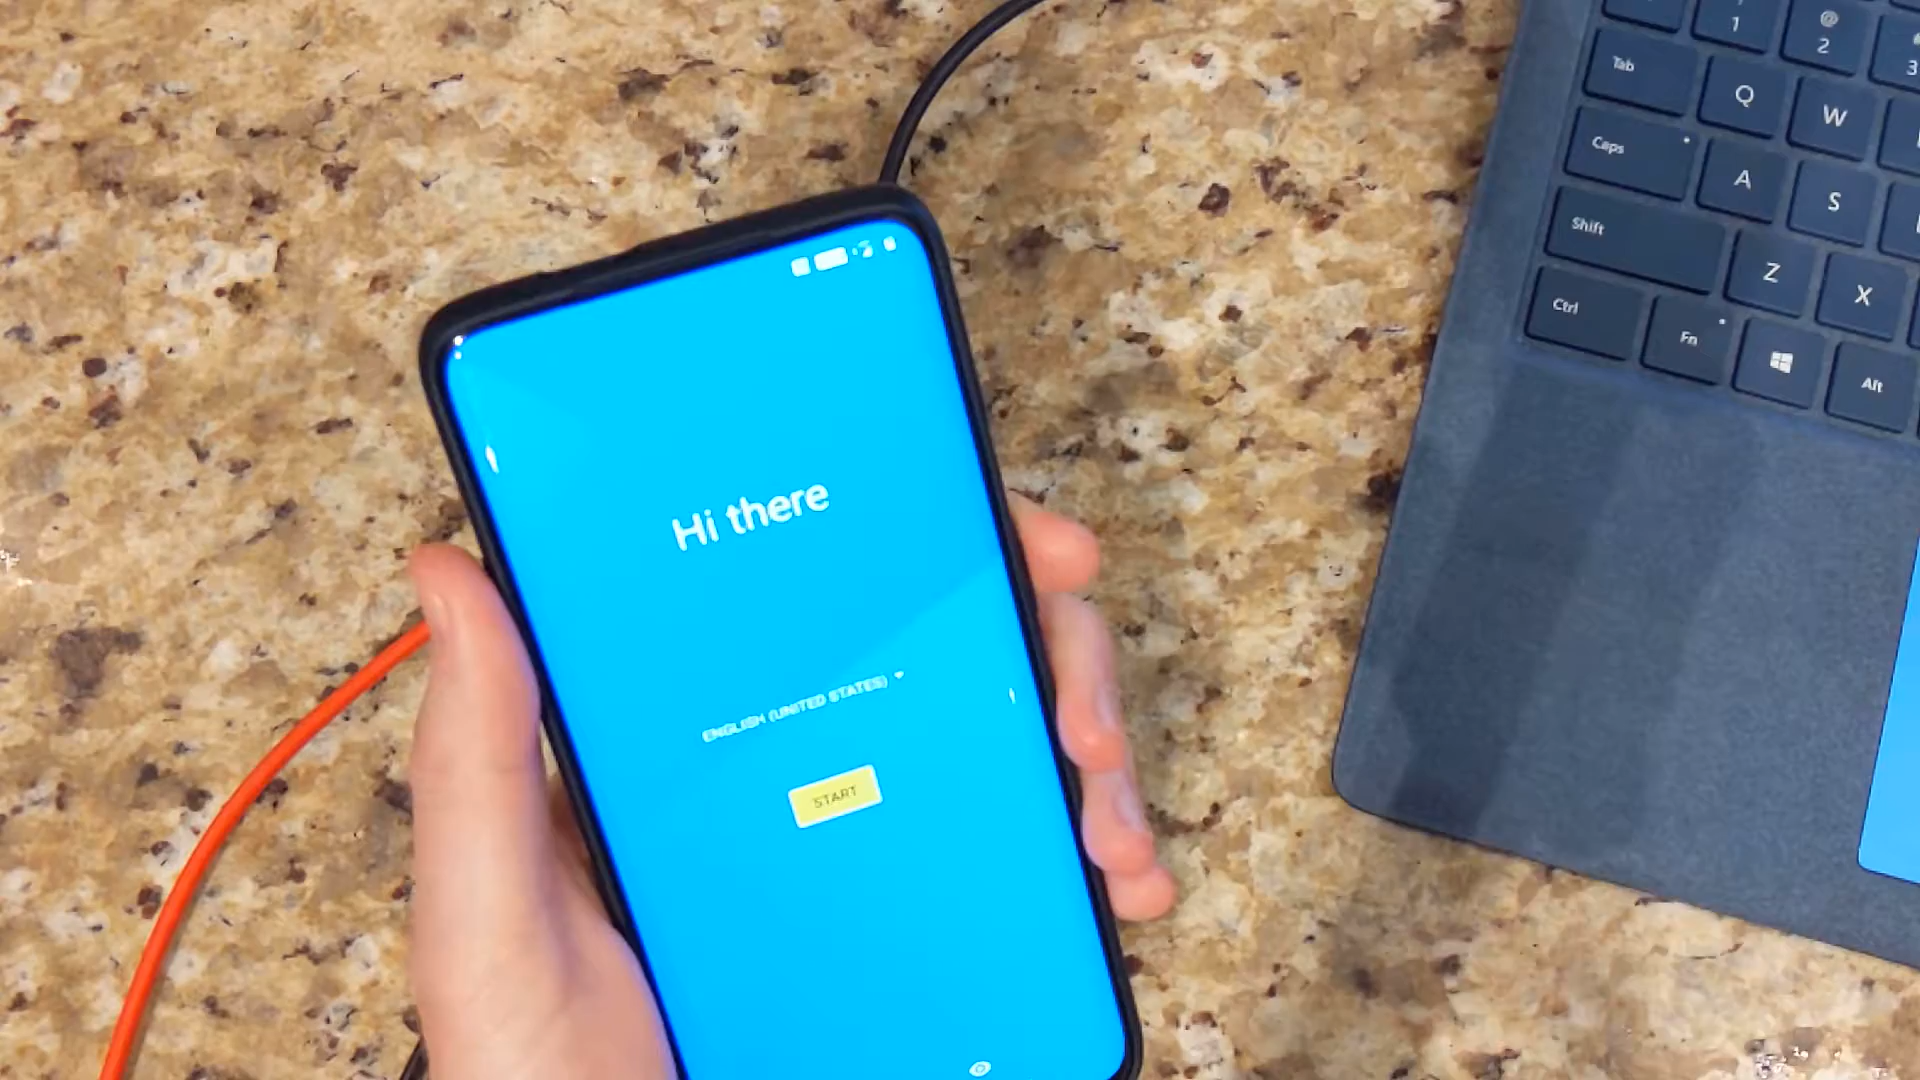 Hi there
ENGLISH (UNITED STATES)
START
1
@
2
#
3
Tab
Q
W
Caps
A
S
Shift
Z
X
Ctrl
Fn
Alt